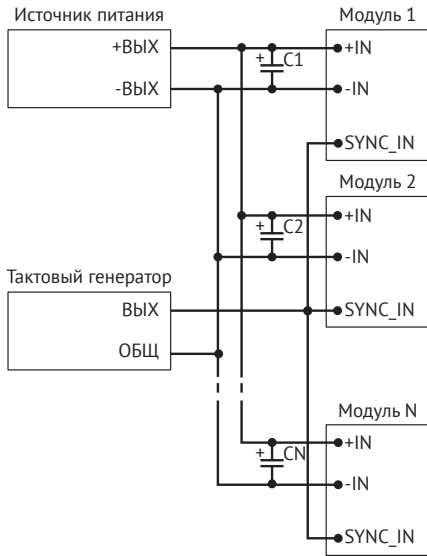 Источник питания
+ВЫХ
-ВЫХ
+ C1
Модуль 1
+IN
-IN
SYNC_IN
Модуль 2
+ C2
+IN
-IN
SYNC_IN
Тактовый генератор
ВЫХ
ОБЩ
Модуль N
+ CN
+IN
-IN
SYNC_IN